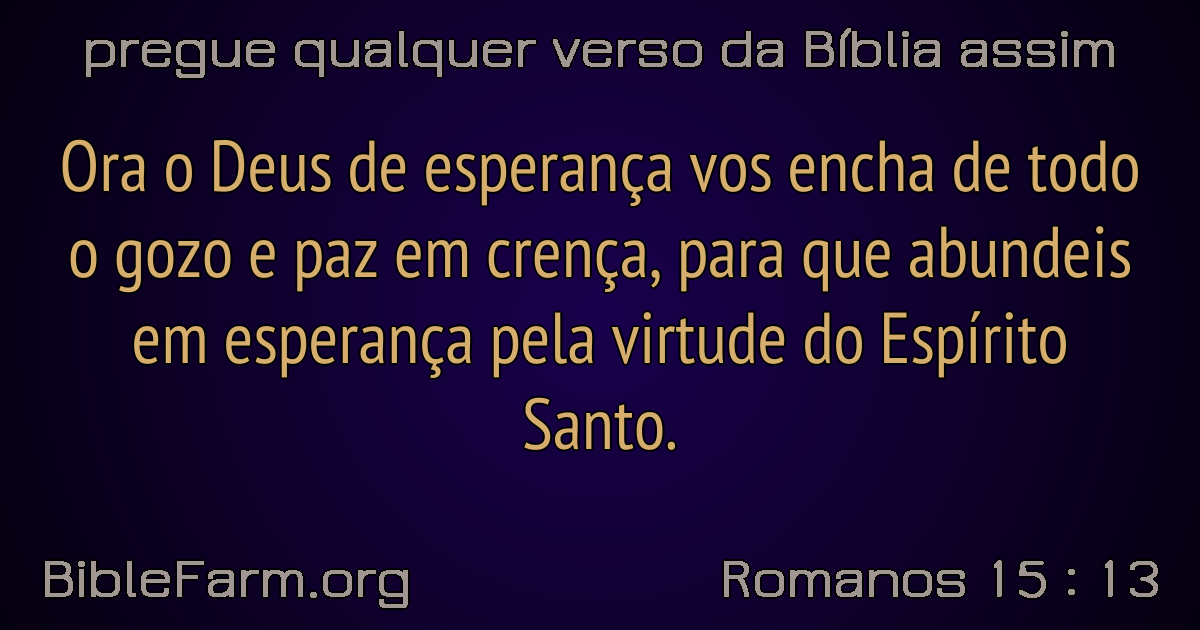 pregue qualquer verso da Bíblia assim
Ora o Deus de esperança vos encha de todo
o gozo e paz em crença, para que abundeis
em esperança pela virtude do Espírito
Santo.
BibleFarm.org
Romanos 15 : 13